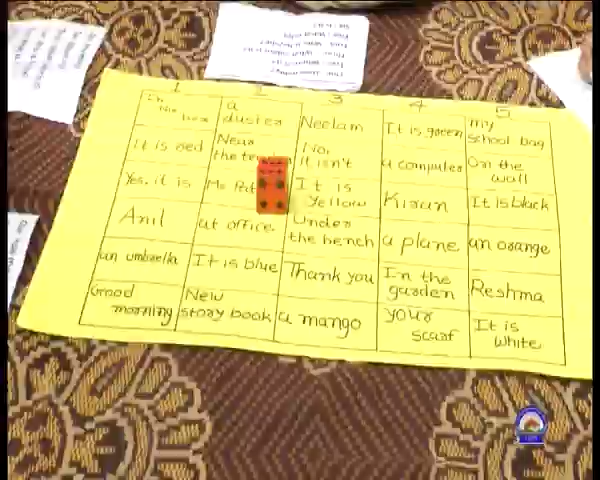 1 2 3 4 5
In the box
a duster
Neelam
It is green
my school bag
It is red
Near the
No, it isn't
a computer
On the wall
Yes, it is
It is Yellow
Kiran
It is black
Anil
at office
Under the bench
a plane
an orange
an umbrella
It is blue
Thank you
In the garden
Reshma
Good morning
New story book
a mango
your scarf
It is white